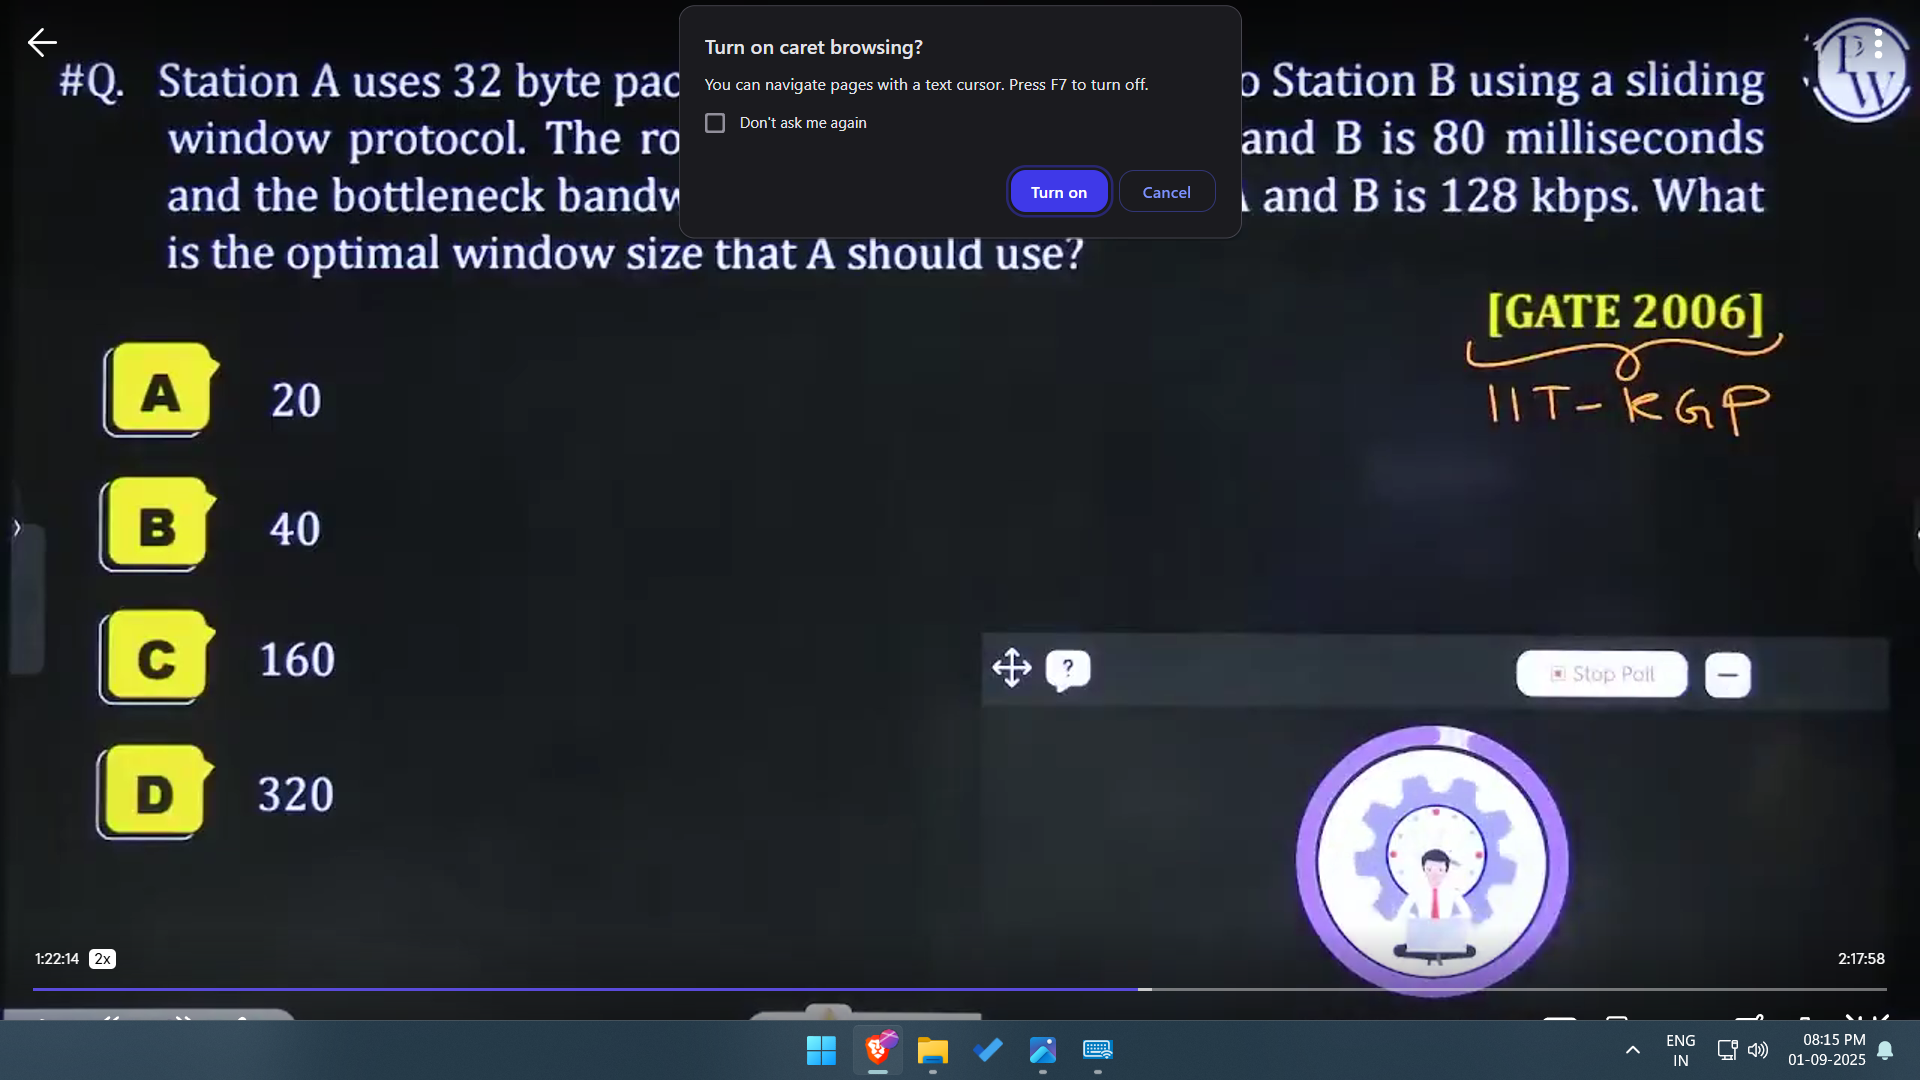 Turn on caret browsing?
You can navigate pages with a text cursor. Press F7 to turn off.
Don't ask me again
Turn on
Cancel
#Q. Station A uses 32 byte pac o Station B using a sliding
window protocol. The ro and B is 80 milliseconds
and the bottleneck bandw A and B is 128 kbps. What
is the optimal window size that A should use?
[GATE 2006]
IIT-KGP
A 20
B 40
C 160
D 320
?
Stop Poll
PW
1:22:14 2x
2:17:58
ENG
IN
08:15 PM
01-09-2025